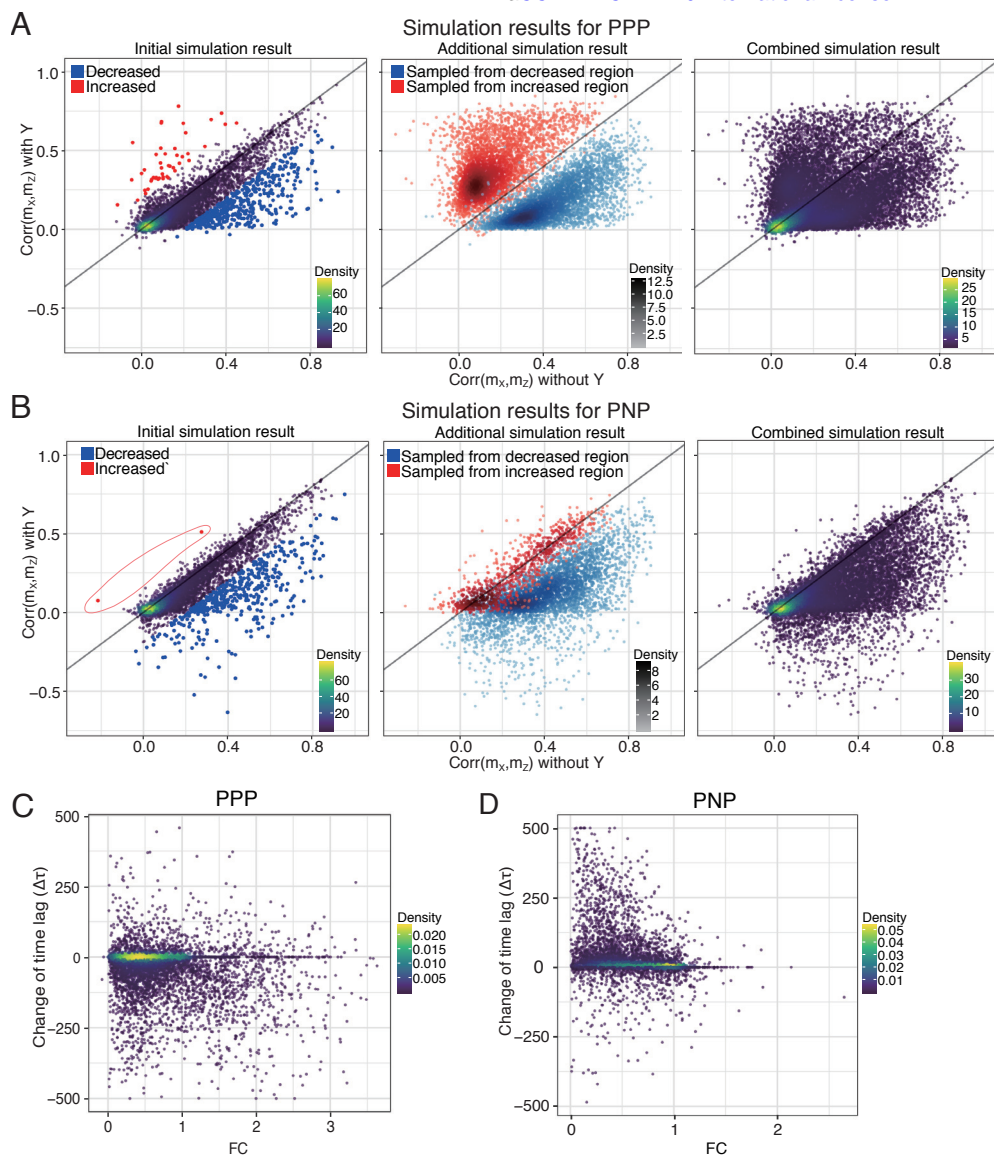 A
Simulation results for PPP
Initial simulation result
Additional simulation result
Combined simulation result
Decreased
Increased
Sampled from decreased region
Sampled from increased region
Corr(mx,mz) with Y
1.0
0.5
0.0
−0.5
Density
60
40
20
Density
12.5
10.0
7.5
5.0
2.5
Density
25
20
15
10
5
0.0 0.4 0.8
0.0 0.4 0.8
0.0 0.4 0.8
Corr(mx,mz) without Y
B
Simulation results for PNP
Initial simulation result
Additional simulation result
Combined simulation result
Decreased
Increased`
Sampled from decreased region
Sampled from increased region
Corr(mx,mz) with Y
1.0
0.5
0.0
−0.5
Density
60
40
20
Density
8
6
4
2
Density
30
20
10
0.0 0.4 0.8
0.0 0.4 0.8
0.0 0.4 0.8
Corr(mx,mz) without Y
C
PPP
Change of time lag (Δτ)
500
250
0
−250
−500
0 1 2 3
FC
Density
0.020
0.015
0.010
0.005
D
PNP
Change of time lag (Δτ)
500
250
0
−250
−500
0 1 2
FC
Density
0.05
0.04
0.03
0.02
0.01